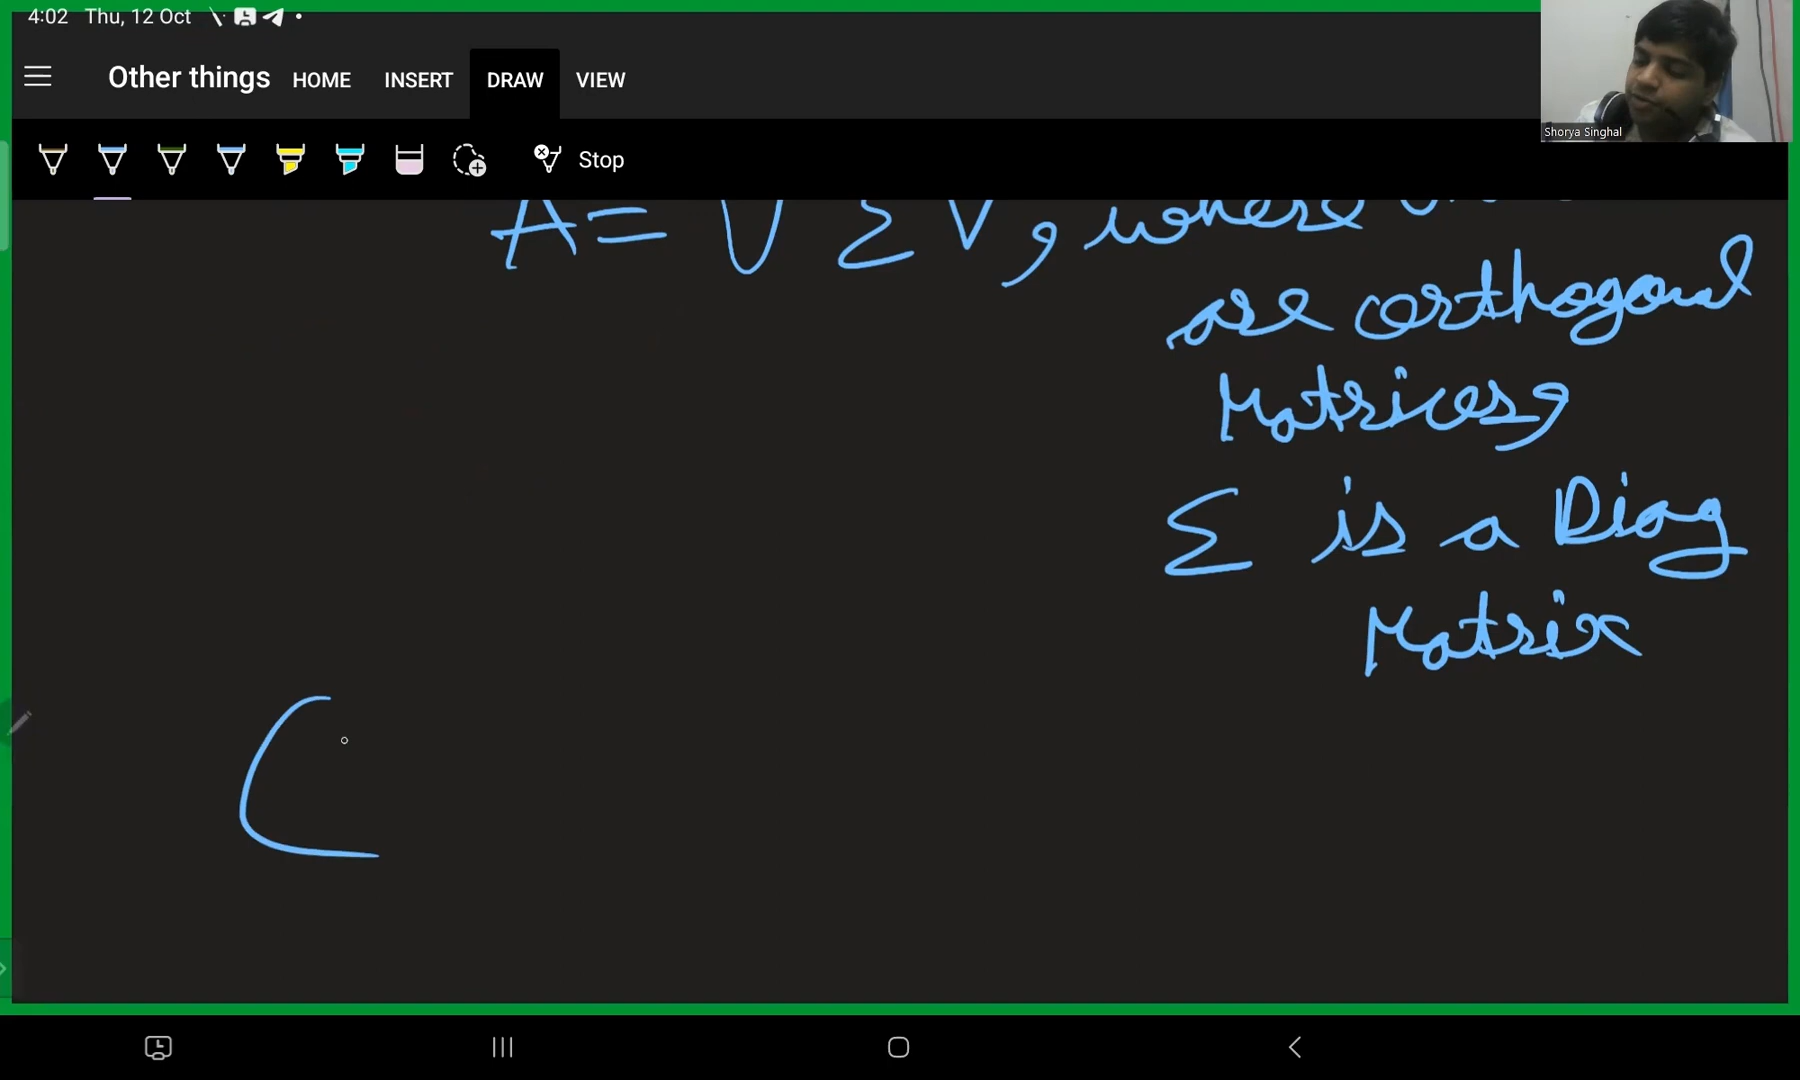 4:02 Thu, 12 Oct
Other things HOME INSERT DRAW VIEW
Shorya Singhal
Stop
A = U Σ V, where
are orthogonal
Matrices,
Σ is a Diag
Matrix